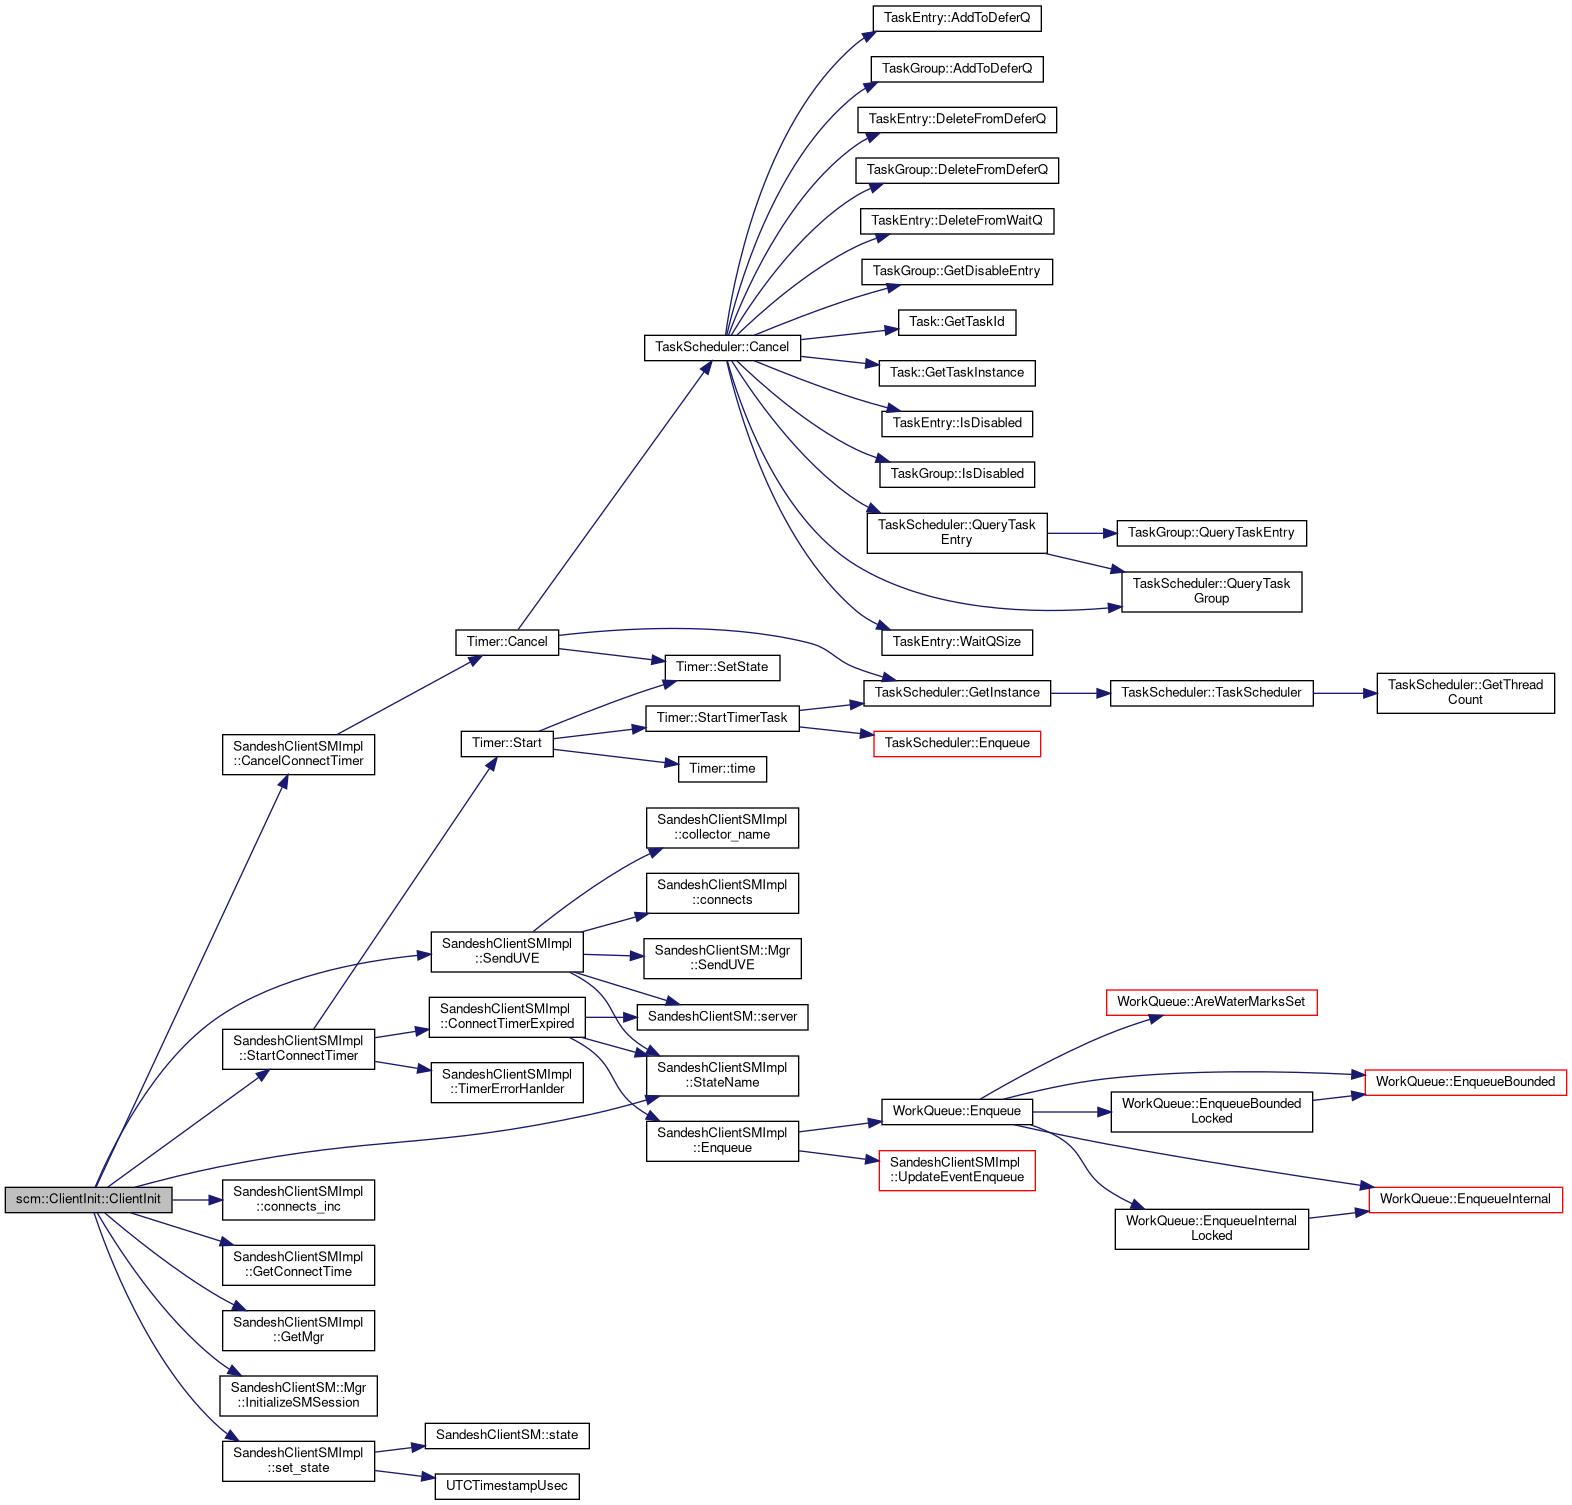 TaskEntry::AddToDeferQ
TaskGroup::AddToDeferQ
TaskEntry::DeleteFromDeferQ
TaskGroup::DeleteFromDeferQ
TaskEntry::DeleteFromWaitQ
TaskGroup::GetDisableEntry
Task::GetTaskId
TaskScheduler::Cancel
Task::GetTaskInstance
TaskEntry::IsDisabled
TaskGroup::IsDisabled
TaskScheduler::QueryTask
Entry
TaskGroup::QueryTaskEntry
TaskScheduler::QueryTask
Group
Timer::Cancel
TaskEntry::WaitQSize
Timer::SetState
TaskScheduler::GetInstance
TaskScheduler::TaskScheduler
TaskScheduler::GetThread
Count
Timer::StartTimerTask
SandeshClientSMImpl
::CancelConnectTimer
Timer::Start
TaskScheduler::Enqueue
Timer::time
SandeshClientSMImpl
::collector_name
SandeshClientSMImpl
::connects
SandeshClientSMImpl
::SendUVE
SandeshClientSM::Mgr
::SendUVE
SandeshClientSMImpl
::ConnectTimerExpired
SandeshClientSM::server
WorkQueue::AreWaterMarksSet
SandeshClientSMImpl
::StartConnectTimer
SandeshClientSMImpl
::TimerErrorHanlder
SandeshClientSMImpl
::StateName
WorkQueue::EnqueueBounded
WorkQueue::Enqueue
WorkQueue::EnqueueBounded
Locked
SandeshClientSMImpl
::Enqueue
SandeshClientSMImpl
::UpdateEventEnqueue
scm::ClientInit::ClientInit
SandeshClientSMImpl
::connects_inc
WorkQueue::EnqueueInternal
WorkQueue::EnqueueInternal
Locked
SandeshClientSMImpl
::GetConnectTime
SandeshClientSMImpl
::GetMgr
SandeshClientSM::Mgr
::InitializeSMSession
SandeshClientSMImpl
::set_state
SandeshClientSM::state
UTCTimestampUsec